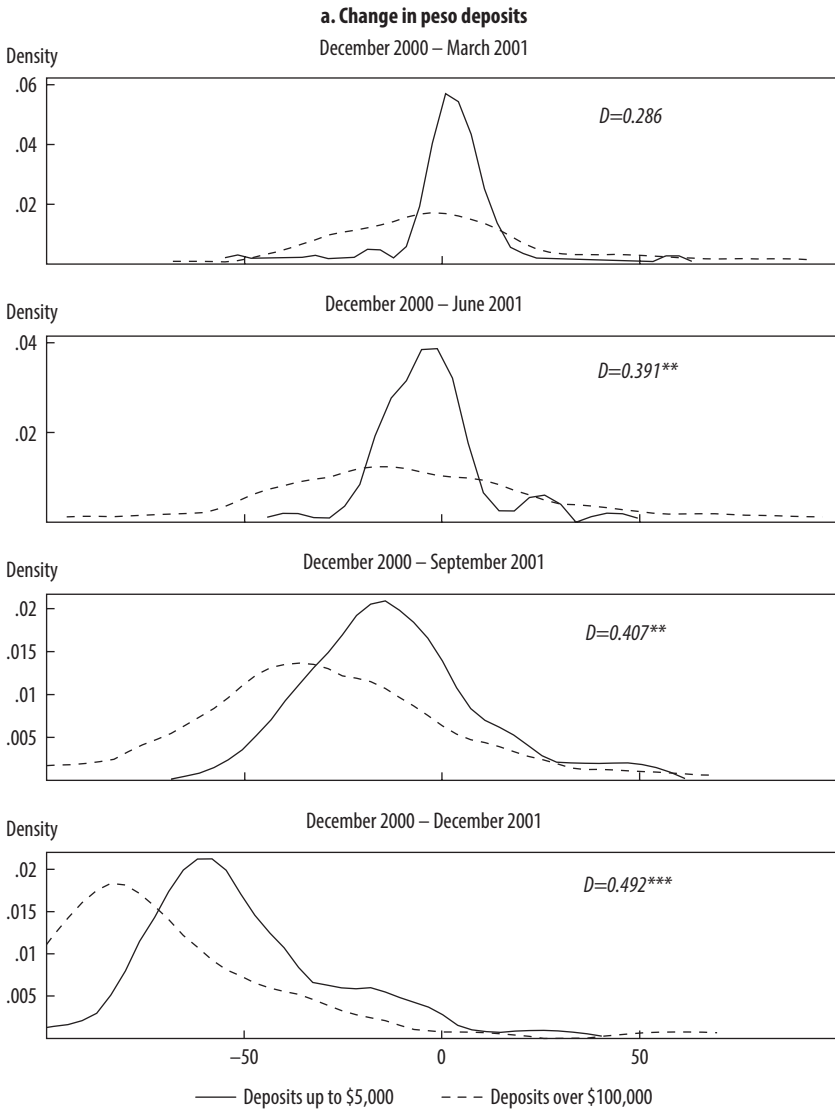 a. Change in peso deposits
December 2000 – March 2001
Density
.06
.04
.02
D=0.286
December 2000 – June 2001
Density
.04
.02
D=0.391**
December 2000 – September 2001
Density
.02
.015
.01
.005
D=0.407**
December 2000 – December 2001
Density
.02
.015
.01
.005
D=0.492***
–50 0 50
Deposits up to $5,000 Deposits over $100,000